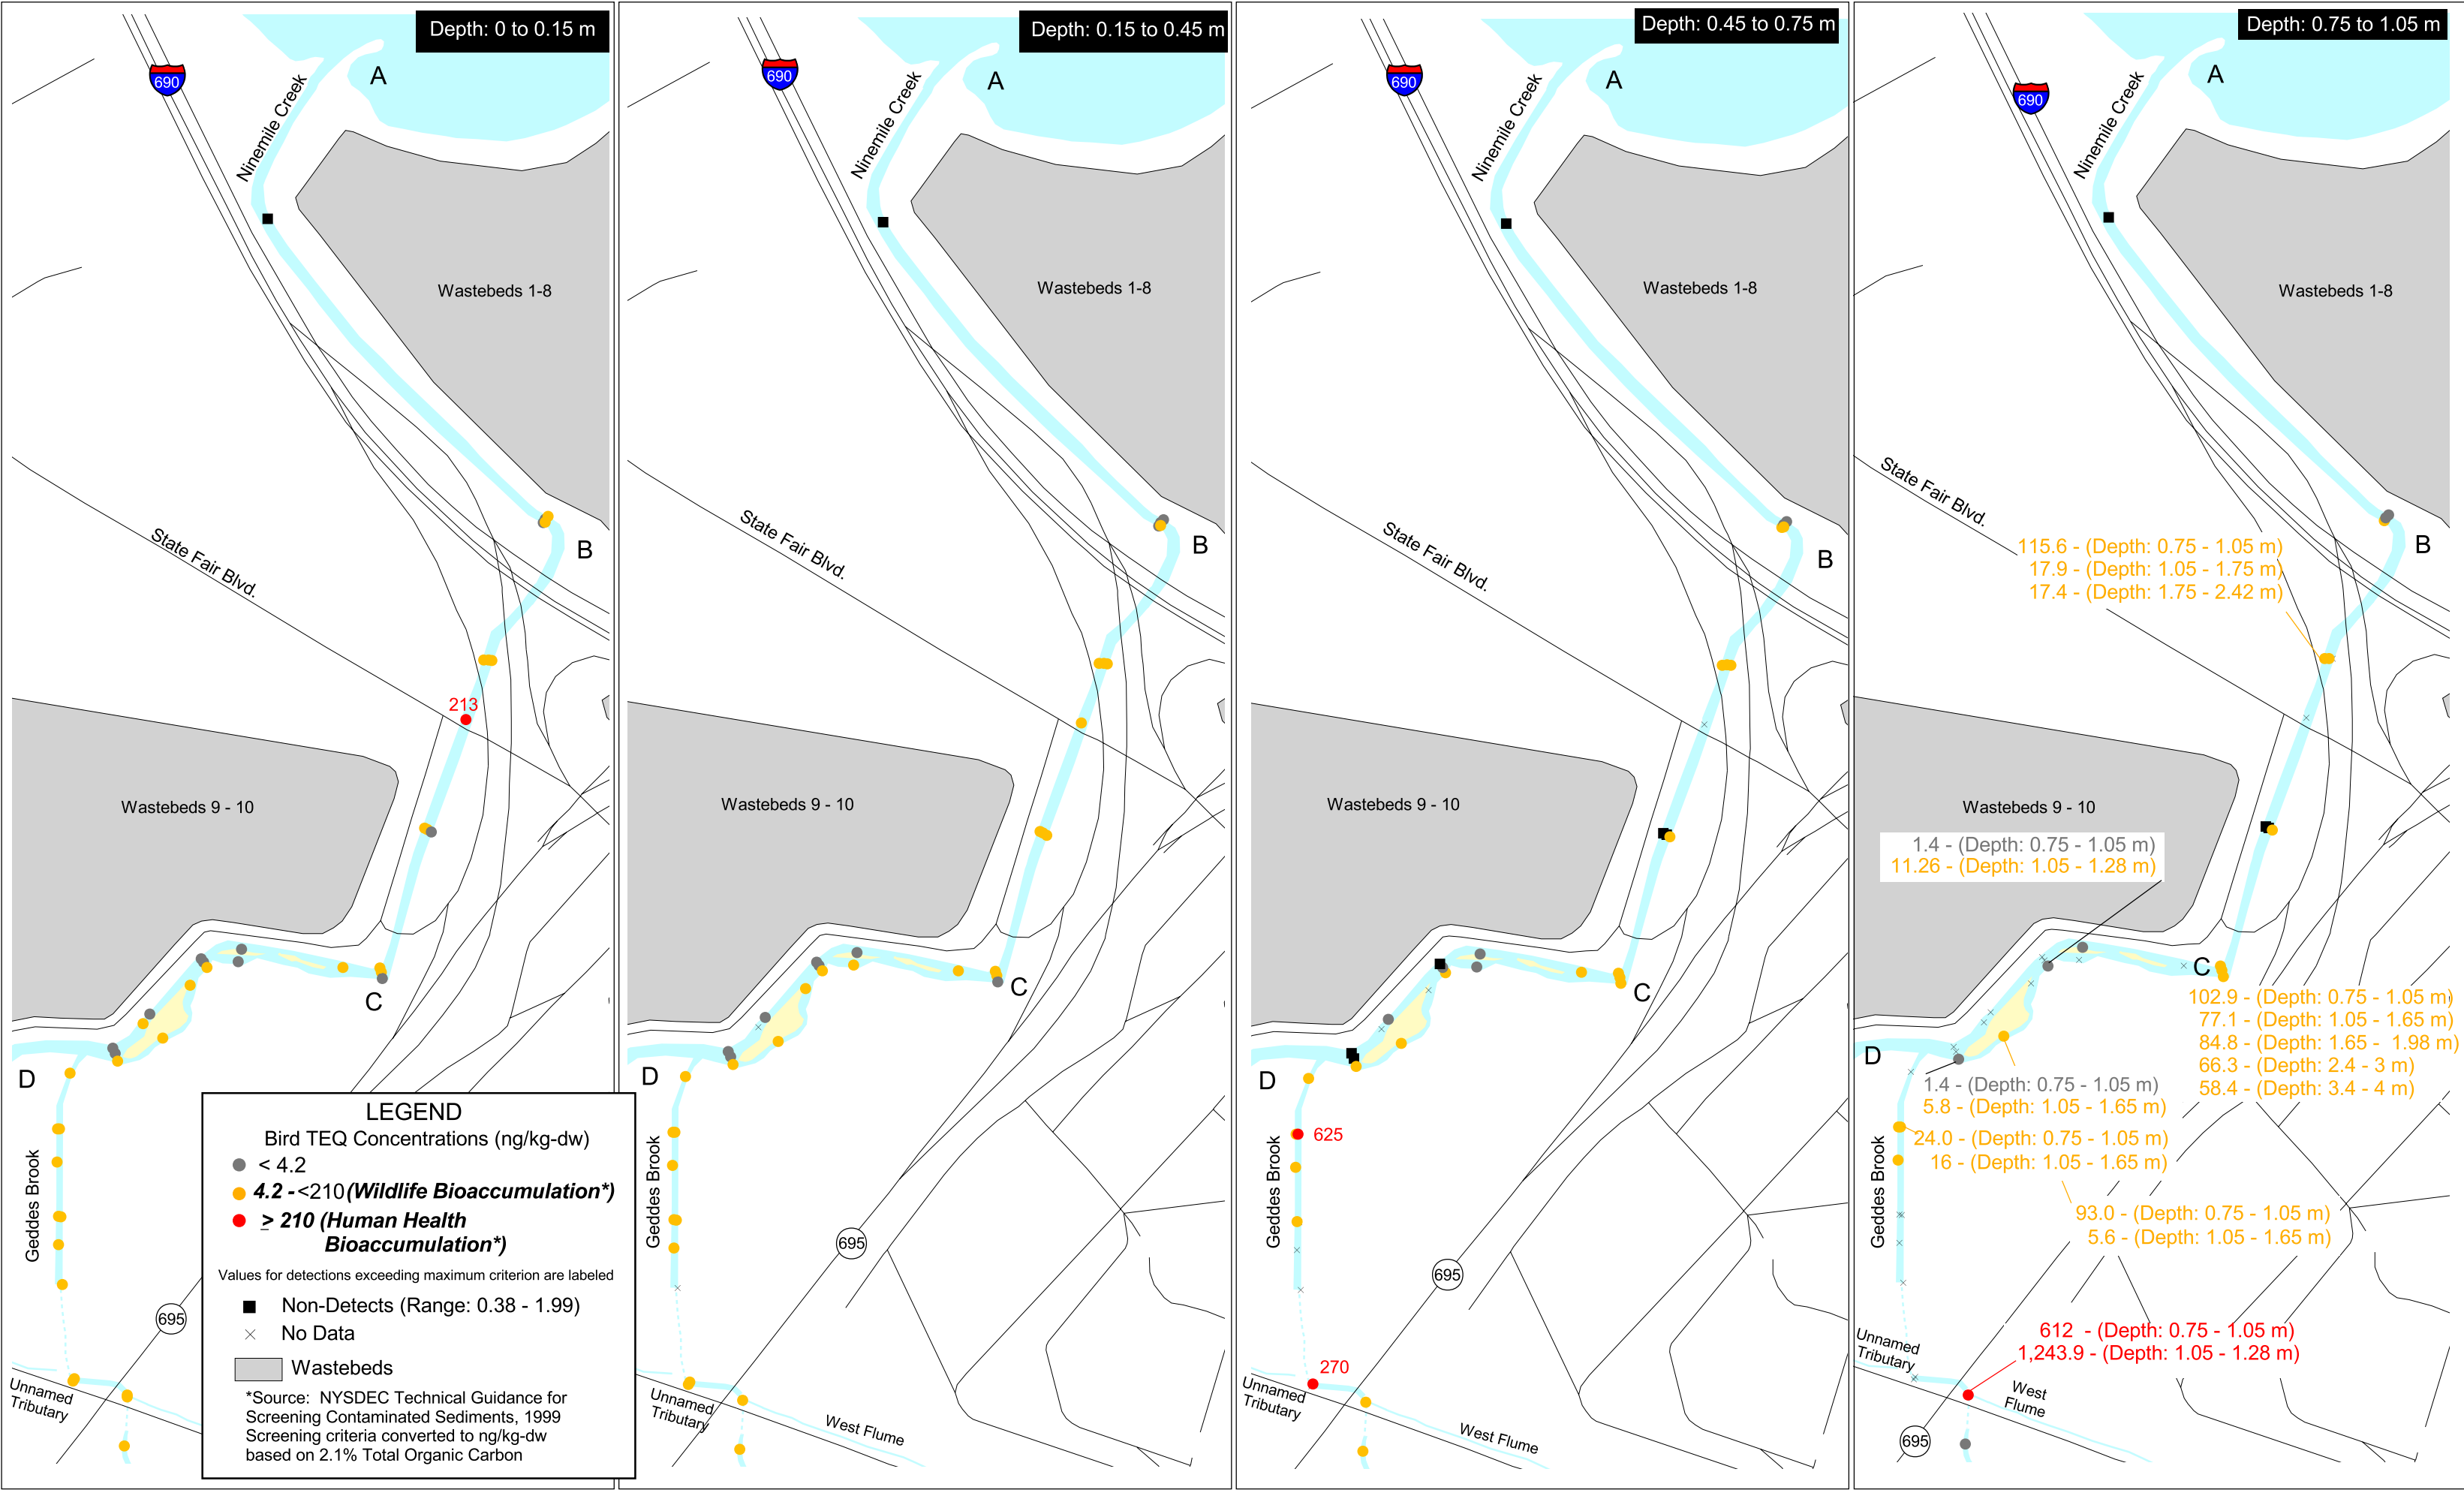 Depth: 0 to 0.15 m
690
A
Ninemile Creek
Wastebeds 1-8
State Fair Blvd.
B
213
Wastebeds 9 - 10
C
D
Geddes Brook
695
Unnamed
Tributary
LEGEND
Bird TEQ Concentrations (ng/kg-dw)
< 4.2
4.2 -<210 (Wildlife Bioaccumulation*)
> 210 (Human Health
Bioaccumulation*)
Values for detections exceeding maximum criterion are labeled
Non-Detects (Range: 0.38 - 1.99)
No Data
Wastebeds
*Source: NYSDEC Technical Guidance for
Screening Contaminated Sediments, 1999
Screening criteria converted to ng/kg-dw
based on 2.1% Total Organic Carbon
Depth: 0.15 to 0.45 m
690
A
Ninemile Creek
Wastebeds 1-8
State Fair Blvd.
B
Wastebeds 9 - 10
C
D
Geddes Brook
695
Unnamed
Tributary
West Flume
Depth: 0.45 to 0.75 m
690
A
Ninemile Creek
Wastebeds 1-8
State Fair Blvd.
B
Wastebeds 9 - 10
C
D
625
Geddes Brook
695
270
Unnamed
Tributary
West Flume
Depth: 0.75 to 1.05 m
690
A
Ninemile Creek
Wastebeds 1-8
State Fair Blvd.
B
115.6 - (Depth: 0.75 - 1.05 m)
17.9 - (Depth: 1.05 - 1.75 m)
17.4 - (Depth: 1.75 - 2.42 m)
Wastebeds 9 - 10
1.4 - (Depth: 0.75 - 1.05 m)
11.26 - (Depth: 1.05 - 1.28 m)
C
102.9 - (Depth: 0.75 - 1.05 m)
77.1 - (Depth: 1.05 - 1.65 m)
84.8 - (Depth: 1.65 - 1.98 m)
66.3 - (Depth: 2.4 - 3 m)
58.4 - (Depth: 3.4 - 4 m)
D
1.4 - (Depth: 0.75 - 1.05 m)
5.8 - (Depth: 1.05 - 1.65 m)
24.0 - (Depth: 0.75 - 1.05 m)
16 - (Depth: 1.05 - 1.65 m)
Geddes Brook
93.0 - (Depth: 0.75 - 1.05 m)
5.6 - (Depth: 1.05 - 1.65 m)
612 - (Depth: 0.75 - 1.05 m)
1,243.9 - (Depth: 1.05 - 1.28 m)
Unnamed
Tributary
West
Flume
695